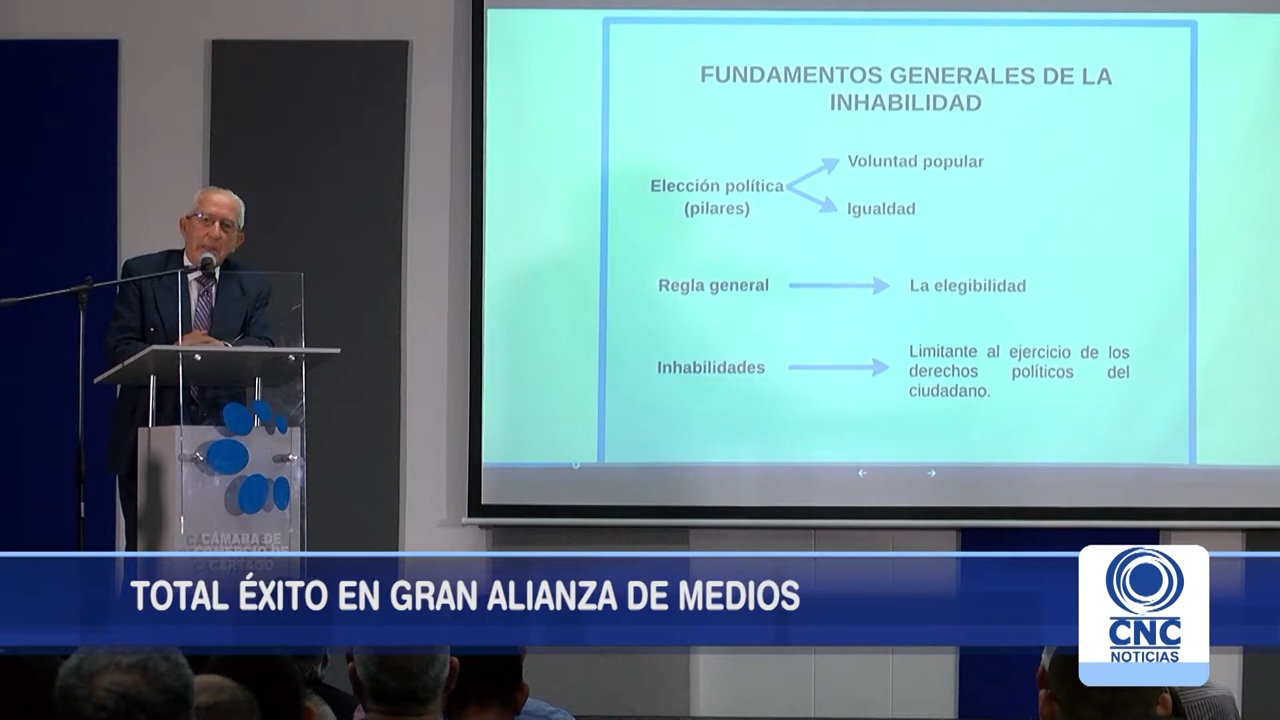 FUNDAMENTOS GENERALES DE LA
INHABILIDAD
Elección política
(pilares)
Voluntad popular
Igualdad
Regla general
La elegibilidad
Inhabilidades
Limitante al ejercicio de los
derechos políticos del
ciudadano.
CÁMARA DE
COMERCIO DE
CARTAGO
TOTAL ÉXITO EN GRAN ALIANZA DE MEDIOS
CNC
NOTICIAS